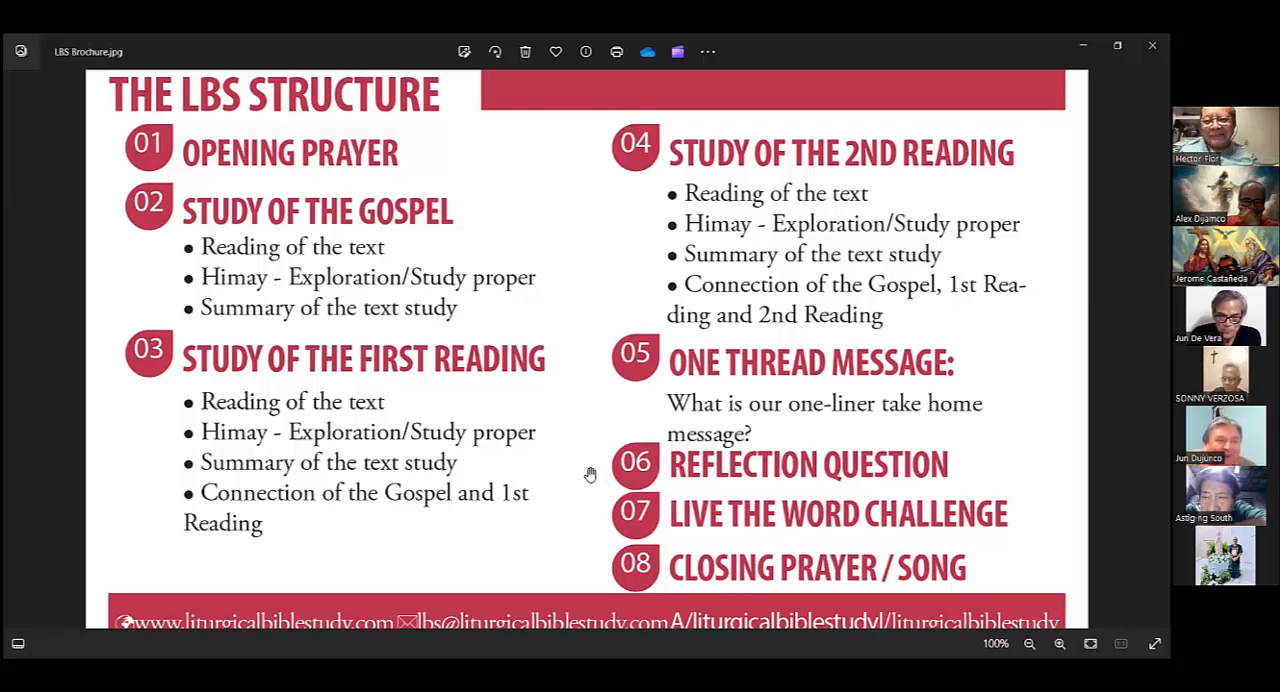 LBS Brochure.jpg
THE LBS STRUCTURE
01 OPENING PRAYER
02 STUDY OF THE GOSPEL
• Reading of the text
• Himay - Exploration/Study proper
• Summary of the text study
03 STUDY OF THE FIRST READING
• Reading of the text
• Himay - Exploration/Study proper
• Summary of the text study
• Connection of the Gospel and 1st
Reading
04 STUDY OF THE 2ND READING
• Reading of the text
• Himay - Exploration/Study proper
• Summary of the text study
• Connection of the Gospel, 1st Rea-
ding and 2nd Reading
05 ONE THREAD MESSAGE:
What is our one-liner take home
message?
06 REFLECTION QUESTION
07 LIVE THE WORD CHALLENGE
08 CLOSING PRAYER / SONG
www.liturgicalbiblestudy.com lbs@liturgicalbiblestudy.com A/liturgicalbiblestudyl/liturgicalbiblestudy
100%
Hector Flor
Alex Dijamco
Jerome Castañeda
Jun De Vera
SONNY VERZOSA
Jun Dujunco
Astig ng South